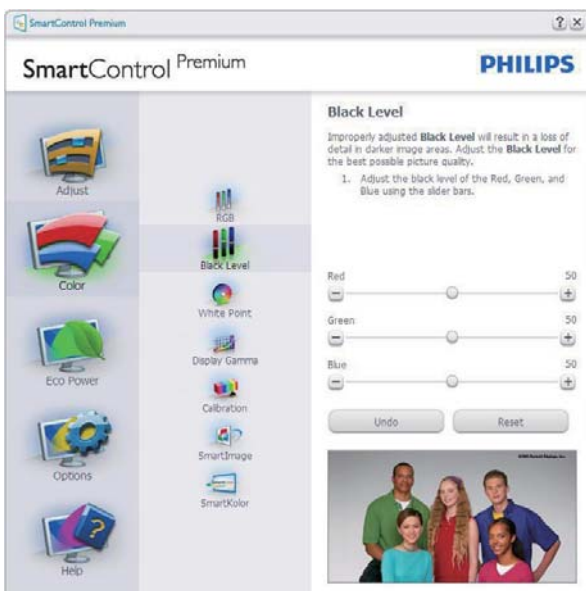 SmartControl Premium
SmartControl Premium
PHILIPS
Adjust
Color
Eco Power
Options
Help
RGB
Black Level
White Point
Display Gamma
Calibration
SmartImage
SmartKolor
Black Level
Improperly adjusted Black Level will result in a loss of
detail in darker image areas. Adjust the Black Level for
the best possible picture quality.
1. Adjust the black level of the Red, Green, and
Blue using the slider bars.
Red 50
Green 50
Blue 50
Undo Reset